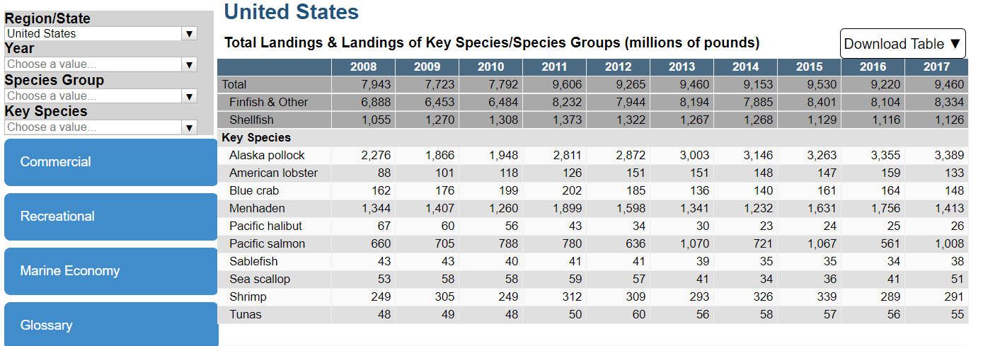 Region/State
United States ▼
Year
Choose a value... ▼
Species Group
Choose a value... ▼
Key Species
Choose a value... ▼
Commercial
Recreational
Marine Economy
Glossary
United States
Total Landings & Landings of Key Species/Species Groups (millions of pounds)
Download Table ▼
2008 2009 2010 2011 2012 2013 2014 2015 2016 2017
Total 7,943 7,723 7,792 9,606 9,265 9,460 9,153 9,530 9,220 9,460
Finfish & Other 6,888 6,453 6,484 8,232 7,944 8,194 7,885 8,401 8,104 8,334
Shellfish 1,055 1,270 1,308 1,373 1,322 1,267 1,268 1,129 1,116 1,126
Key Species
Alaska pollock 2,276 1,866 1,948 2,811 2,872 3,003 3,146 3,263 3,355 3,389
American lobster 88 101 118 126 151 151 148 147 159 133
Blue crab 162 176 199 202 185 136 140 161 164 148
Menhaden 1,344 1,407 1,260 1,899 1,598 1,341 1,232 1,631 1,756 1,413
Pacific halibut 67 60 56 43 34 30 23 24 25 26
Pacific salmon 660 705 788 780 636 1,070 721 1,067 561 1,008
Sablefish 43 43 40 41 41 39 35 35 34 38
Sea scallop 53 58 58 59 57 41 34 36 41 51
Shrimp 249 305 249 312 309 293 326 339 289 291
Tunas 48 49 48 50 60 56 58 57 56 55